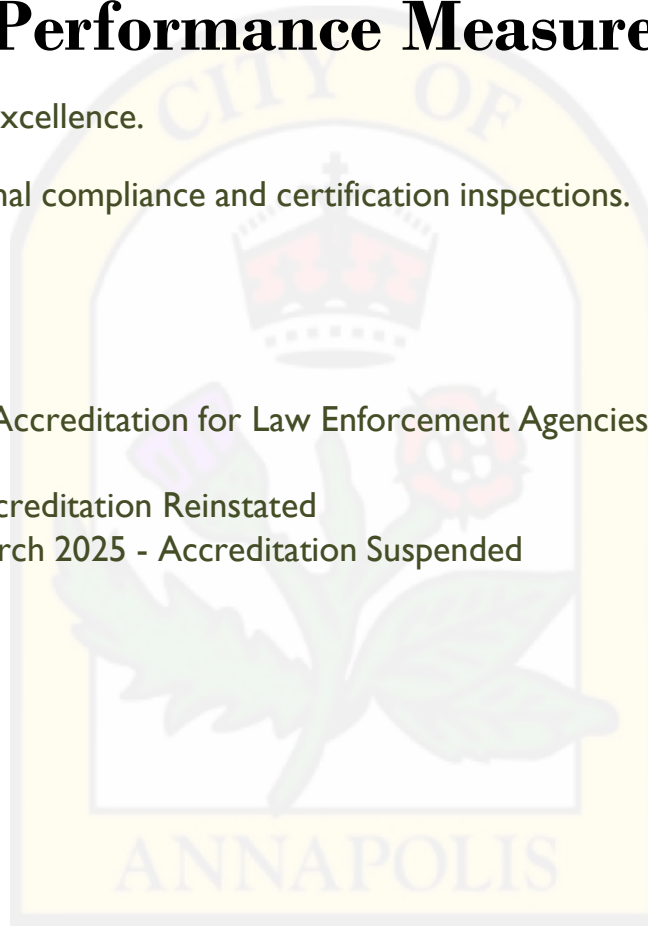 Performance Measure
CITY OF
xcellence.
nal compliance and certification inspections.
Accreditation for Law Enforcement Agencies
creditation Reinstated
rch 2025 - Accreditation Suspended
ANNAPOLIS